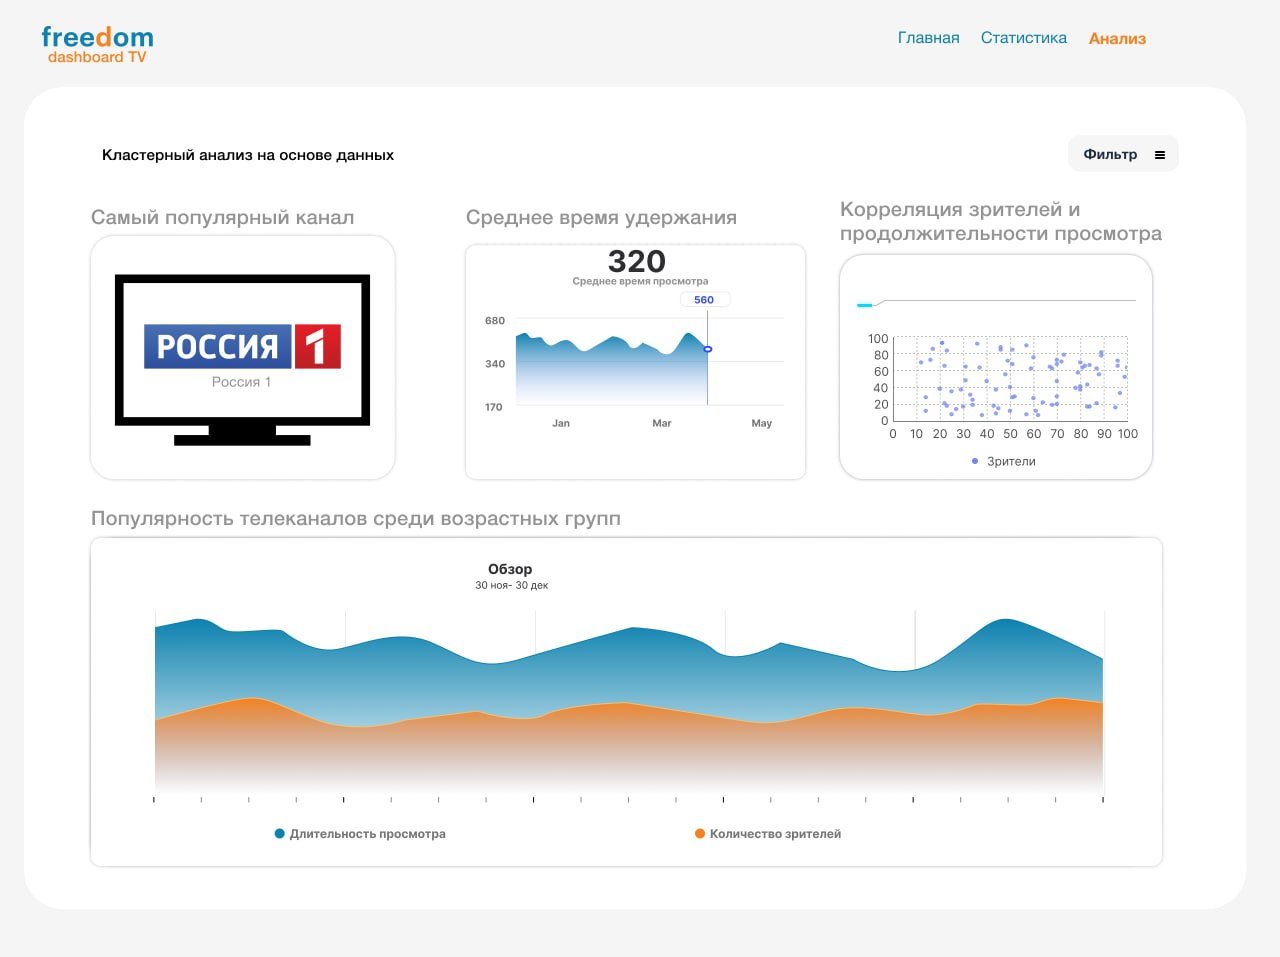 freedom
dashboard TV
Главная Статистика Анализ
Кластерный анализ на основе данных
Фильтр
Самый популярный канал
РОССИЯ 1
Россия 1
Среднее время удержания
320
Среднее время просмотра
560
680
340
170
Jan Mar May
Корреляция зрителей и
продолжительности просмотра
100
80
60
40
20
0
0 10 20 30 40 50 60 70 80 90 100
Зрители
Популярность телеканалов среди возрастных групп
Обзор
30 ноя- 30 дек
Длительность просмотра Количество зрителей